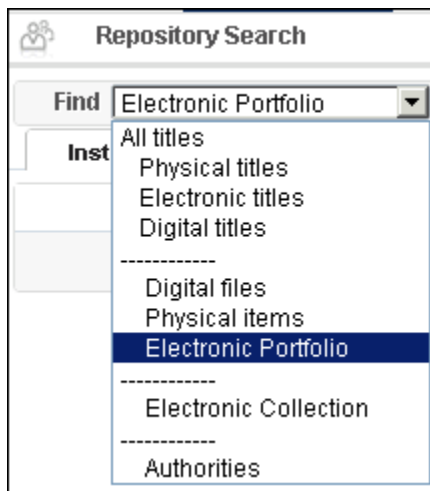 Repository Search
Find Electronic Portfolio
Inst
All titles
Physical titles
Electronic titles
Digital titles
------------
Digital files
Physical items
Electronic Portfolio
------------
Electronic Collection
------------
Authorities